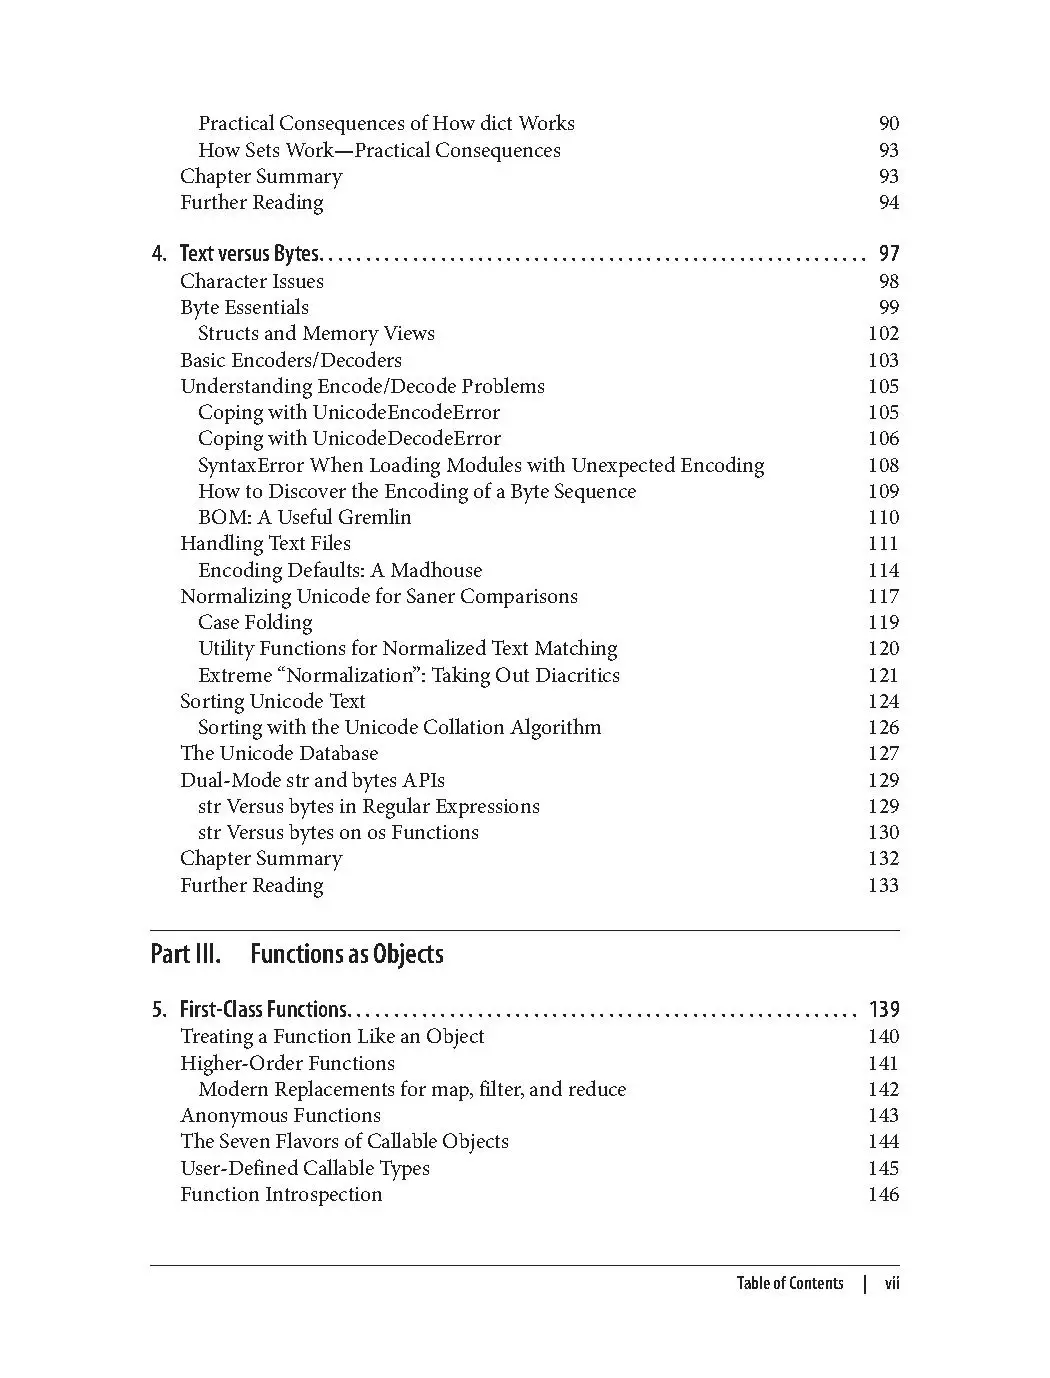 Practical Consequences of How dict Works 90
How Sets Work—Practical Consequences 93
Chapter Summary 93
Further Reading 94
4. Text versus Bytes. . . . . . . . . . . . . . . . . . . . . . . . . . . . . . . . . . . . . . . . . . . . . . . . . . . . . . . . . . . 97
Character Issues 98
Byte Essentials 99
Structs and Memory Views 102
Basic Encoders/Decoders 103
Understanding Encode/Decode Problems 105
Coping with UnicodeEncodeError 105
Coping with UnicodeDecodeError 106
SyntaxError When Loading Modules with Unexpected Encoding 108
How to Discover the Encoding of a Byte Sequence 109
BOM: A Useful Gremlin 110
Handling Text Files 111
Encoding Defaults: A Madhouse 114
Normalizing Unicode for Saner Comparisons 117
Case Folding 119
Utility Functions for Normalized Text Matching 120
Extreme “Normalization”: Taking Out Diacritics 121
Sorting Unicode Text 124
Sorting with the Unicode Collation Algorithm 126
The Unicode Database 127
Dual-Mode str and bytes APIs 129
str Versus bytes in Regular Expressions 129
str Versus bytes on os Functions 130
Chapter Summary 132
Further Reading 133
Part III. Functions as Objects
5. First-Class Functions. . . . . . . . . . . . . . . . . . . . . . . . . . . . . . . . . . . . . . . . . . . . . . . . . . . . . . . 139
Treating a Function Like an Object 140
Higher-Order Functions 141
Modern Replacements for map, filter, and reduce 142
Anonymous Functions 143
The Seven Flavors of Callable Objects 144
User-Defined Callable Types 145
Function Introspection 146
Table of Contents | vii